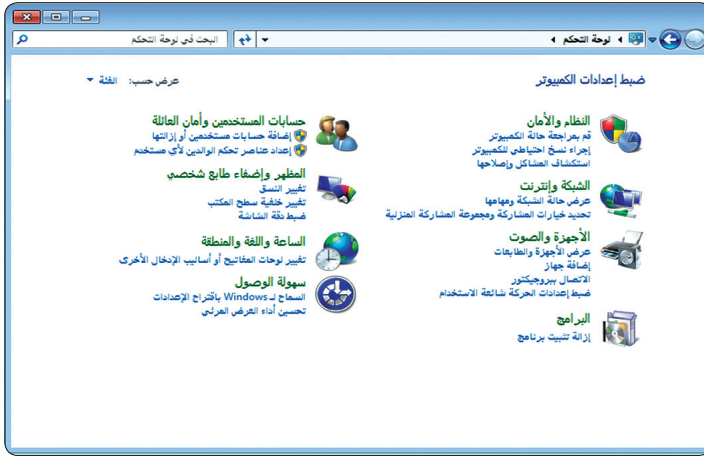 لوحة التحكم
البحث في لوحة التحكم
ضبط إعدادات الكمبيوتر
عرض حسب: الفئة
النظام والأمان
قم بمراجعة حالة الكمبيوتر
إجراء نسخ احتياطي للكمبيوتر
استكشاف المشاكل وإصلاحها
الشبكة وإنترنت
عرض حالة الشبكة ومهامها
تحديد خيارات المشاركة ومجموعة المشاركة المنزلية
الأجهزة والصوت
عرض الأجهزة والطابعات
إضافة جهاز
الاتصال ببروجيكتور
ضبط إعدادات الحركة شائعة الاستخدام
البرامج
إزالة تثبيت برنامج
حسابات المستخدمين وأمان العائلة
إضافة حسابات مستخدمين أو إزالتها
إعداد عناصر تحكم الوالدين لأي مستخدم
المظهر وإضفاء طابع شخصي
تغيير النسق
تغيير خلفية سطح المكتب
ضبط دقة الشاشة
الساعة واللغة والمنطقة
تغيير لوحات المفاتيح أو أساليب الإدخال الأخرى
سهولة الوصول
السماح لـ Windows باقتراح الإعدادات
تحسين أداء العرض المرئي